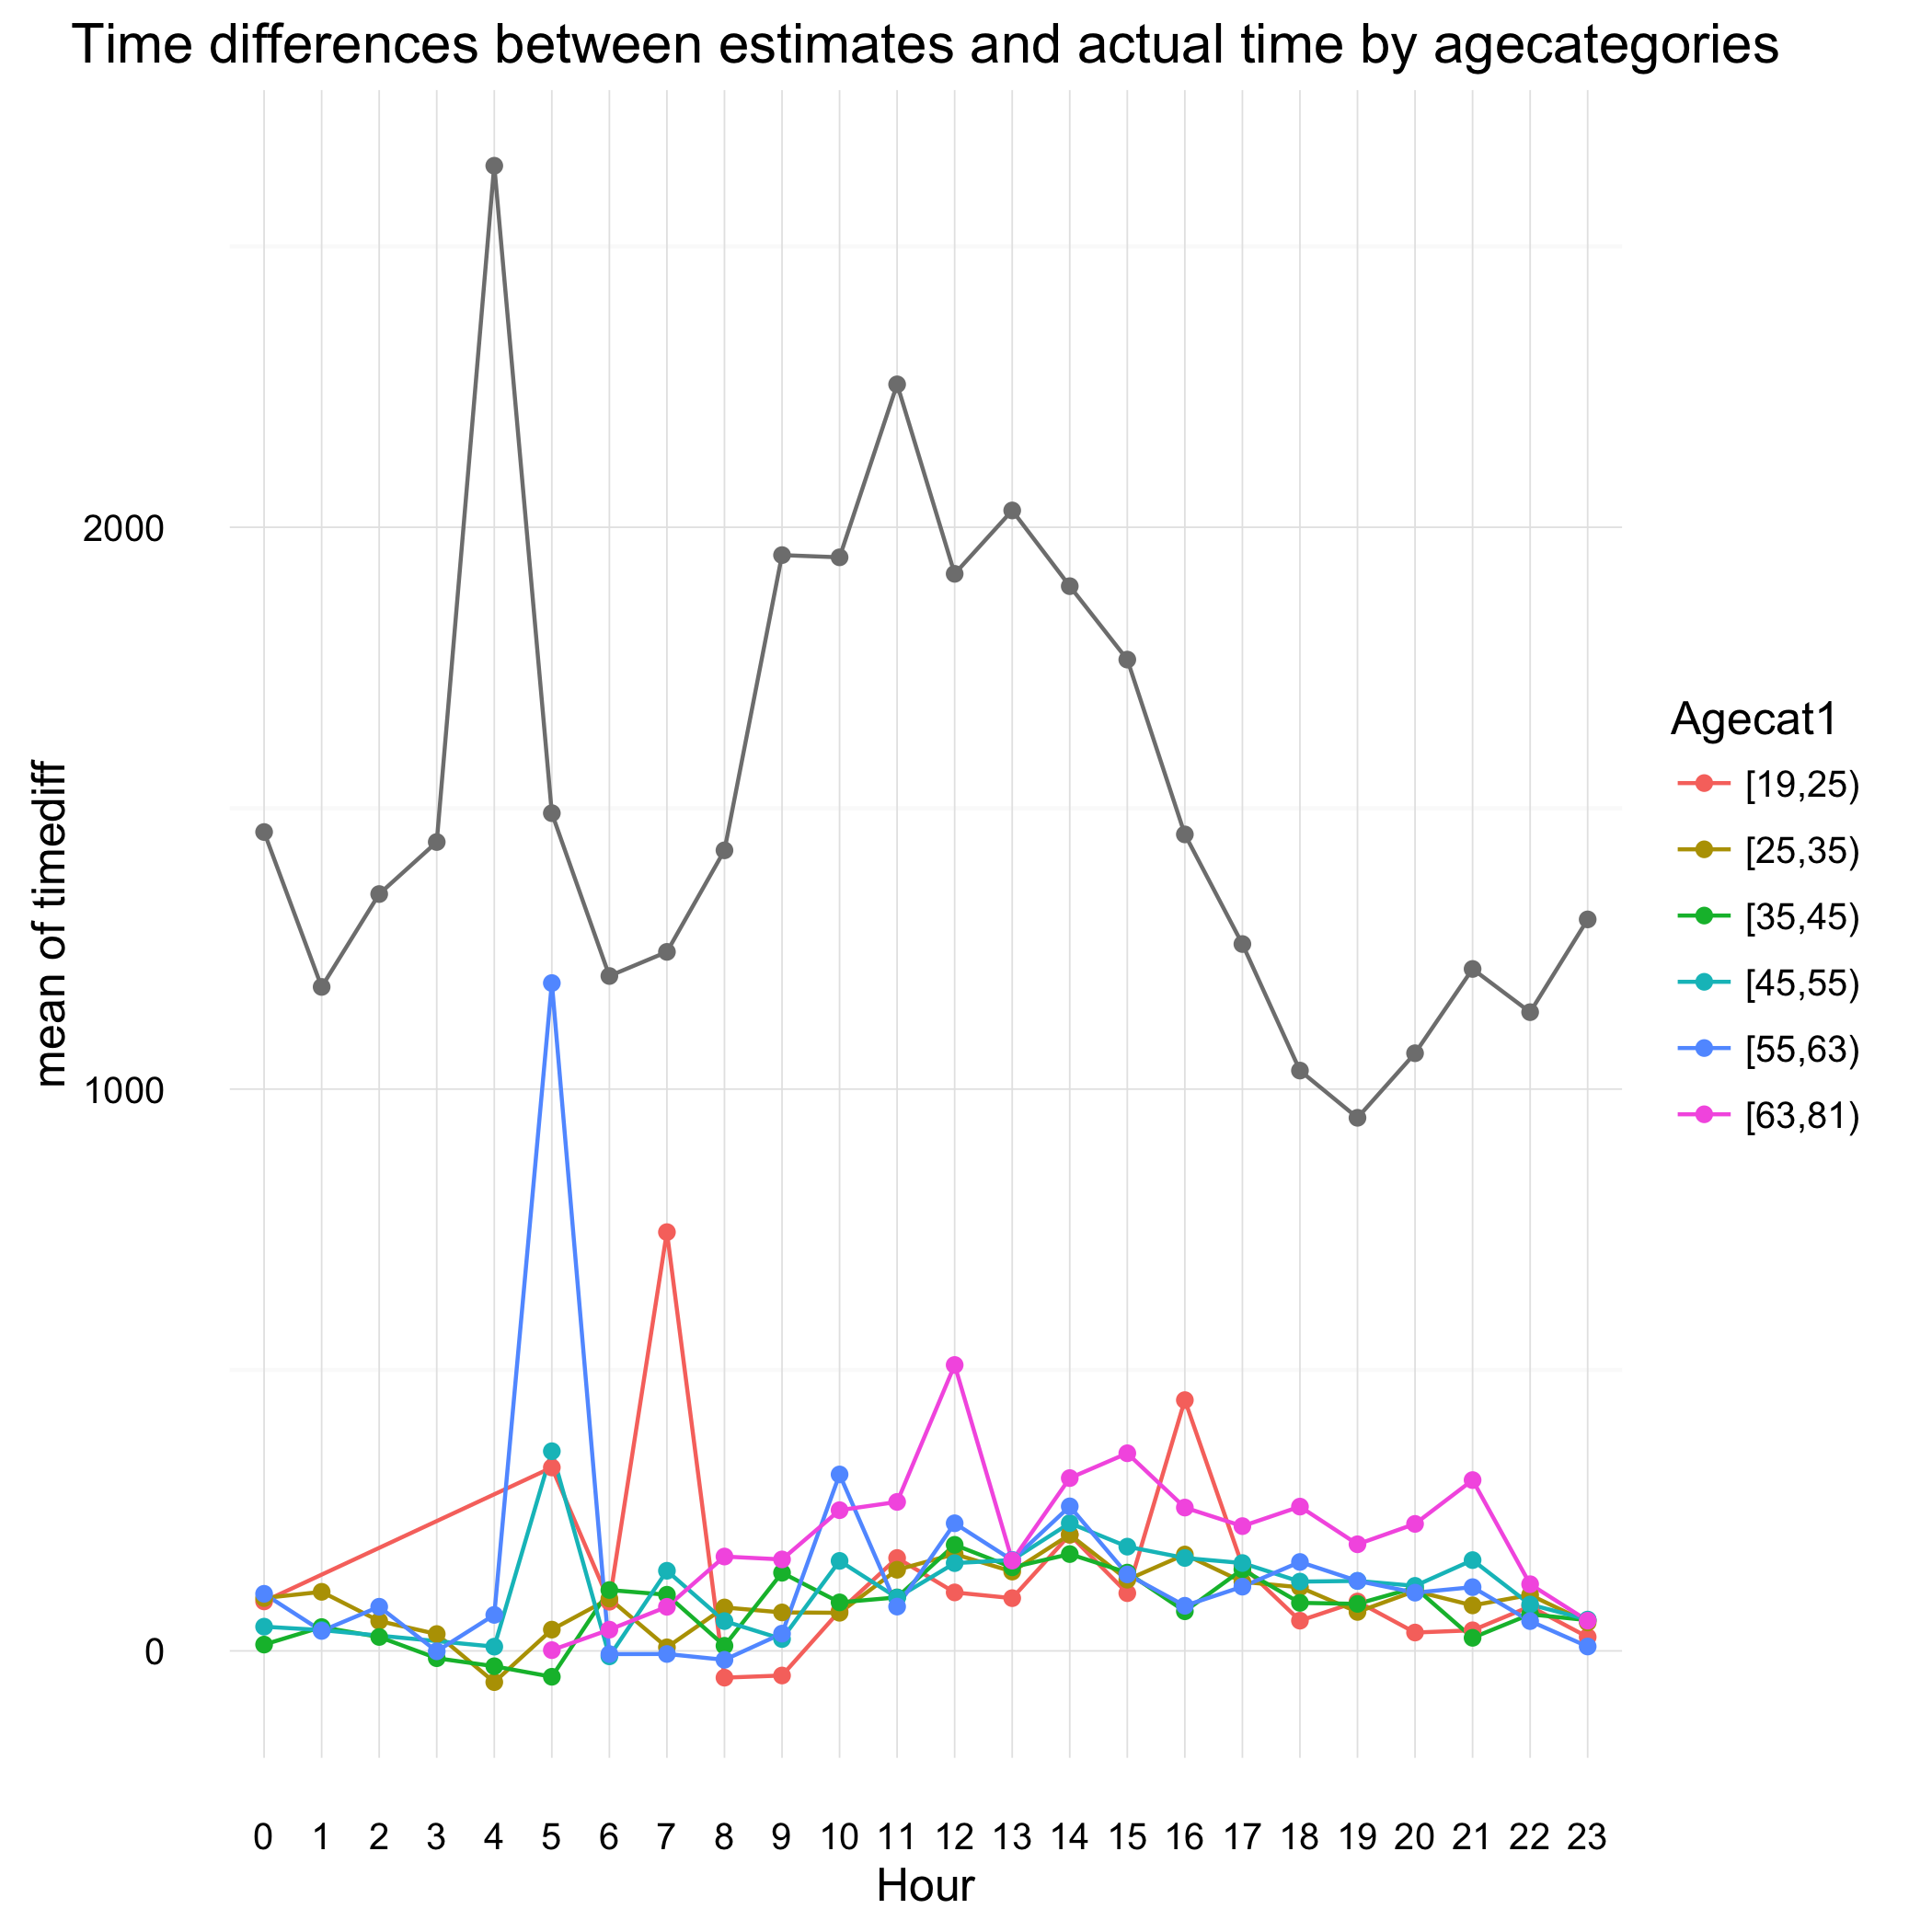 Time differences between estimates and actual time by agecategories
mean of timediff
2000
1000
0
Agecat1
[19,25)
[25,35)
[35,45)
[45,55)
[55,63)
[63,81)
0 1 2 3 4 5 6 7 8 9 10 11 12 13 14 15 16 17 18 19 20 21 22 23
Hour